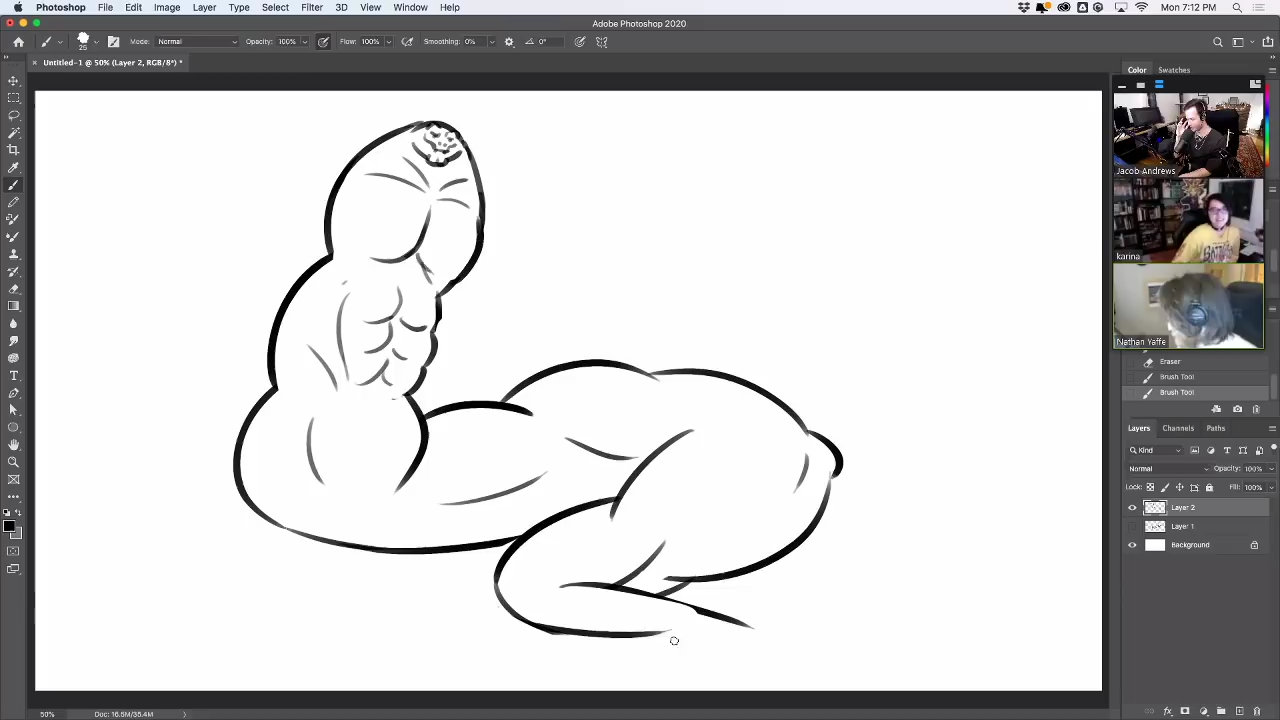 Photoshop File Edit Image Layer Type Select Filter 3D View Window Help Mon 7:12 PM
Adobe Photoshop 2020
25 Mode: Normal Opacity: 100% Flow: 100% Smoothing: 0% 0°
Untitled-1 @ 50% (Layer 2, RGB/8*) *
Color Swatches
Jacob Andrews
karina
Nathan Yaffe
Eraser
Brush Tool
Brush Tool
Layers Channels Paths
Kind
Normal Opacity: 100%
Lock: Fill: 100%
Layer 2
Layer 1
Background
50% Doc: 16.5M/36.4M